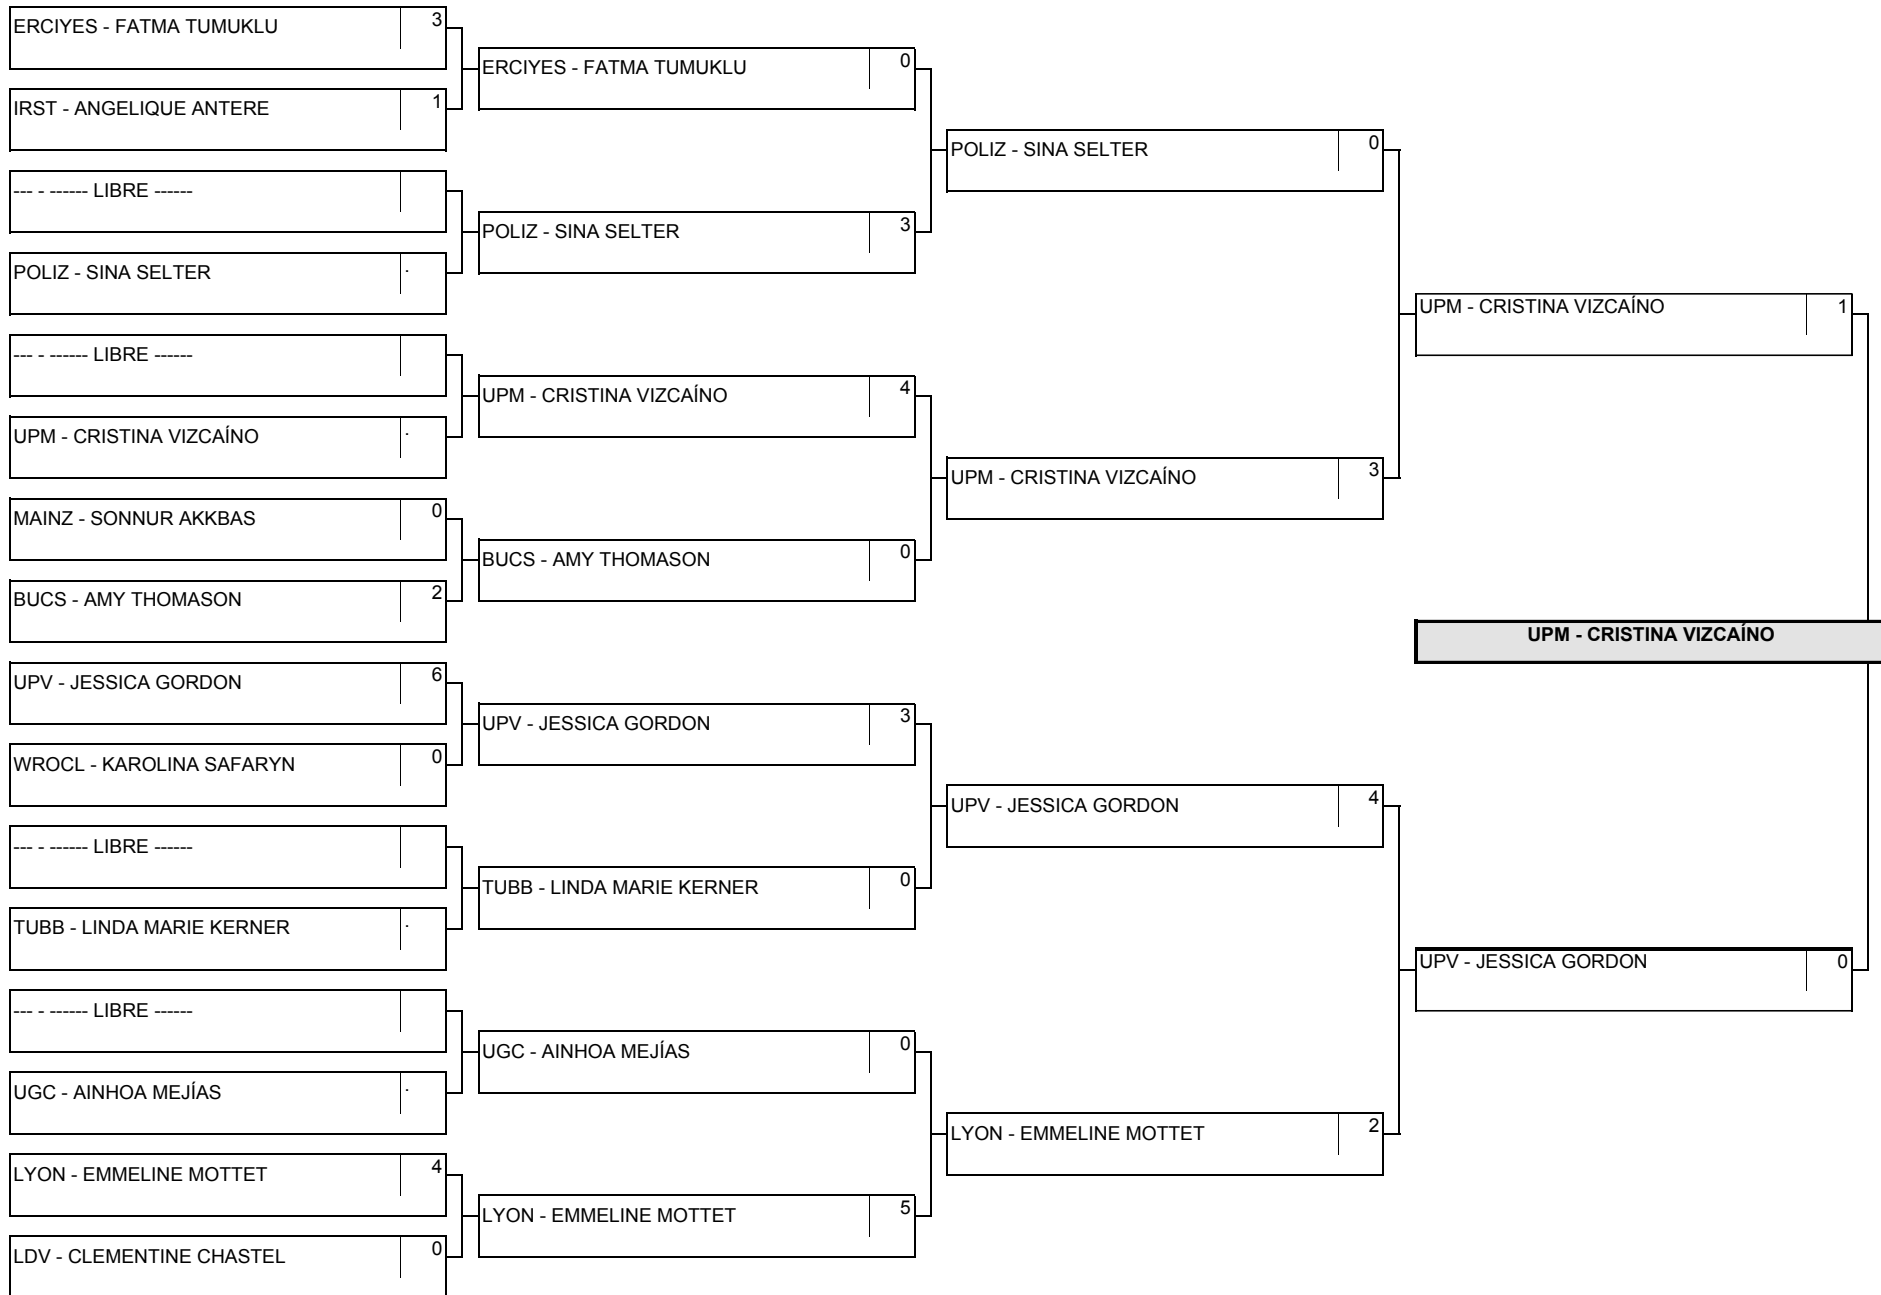 ERCIYES - FATMA TUMUKLU 3
IRST - ANGELIQUE ANTERE 1
--- - ------ LIBRE ------
POLIZ - SINA SELTER .
--- - ------ LIBRE ------
UPM - CRISTINA VIZCAÍNO .
MAINZ - SONNUR AKKBAS 0
BUCS - AMY THOMASON 2
UPV - JESSICA GORDON 6
WROCL - KAROLINA SAFARYN 0
--- - ------ LIBRE ------
TUBB - LINDA MARIE KERNER .
--- - ------ LIBRE ------
UGC - AINHOA MEJÍAS .
LYON - EMMELINE MOTTET 4
LDV - CLEMENTINE CHASTEL 0
ERCIYES - FATMA TUMUKLU 0
POLIZ - SINA SELTER 3
UPM - CRISTINA VIZCAÍNO 4
BUCS - AMY THOMASON 0
UPV - JESSICA GORDON 3
TUBB - LINDA MARIE KERNER 0
UGC - AINHOA MEJÍAS 0
LYON - EMMELINE MOTTET 5
POLIZ - SINA SELTER 0
UPM - CRISTINA VIZCAÍNO 3
UPV - JESSICA GORDON 4
LYON - EMMELINE MOTTET 2
UPM - CRISTINA VIZCAÍNO 1
UPM - CRISTINA VIZCAÍNO
UPV - JESSICA GORDON 0